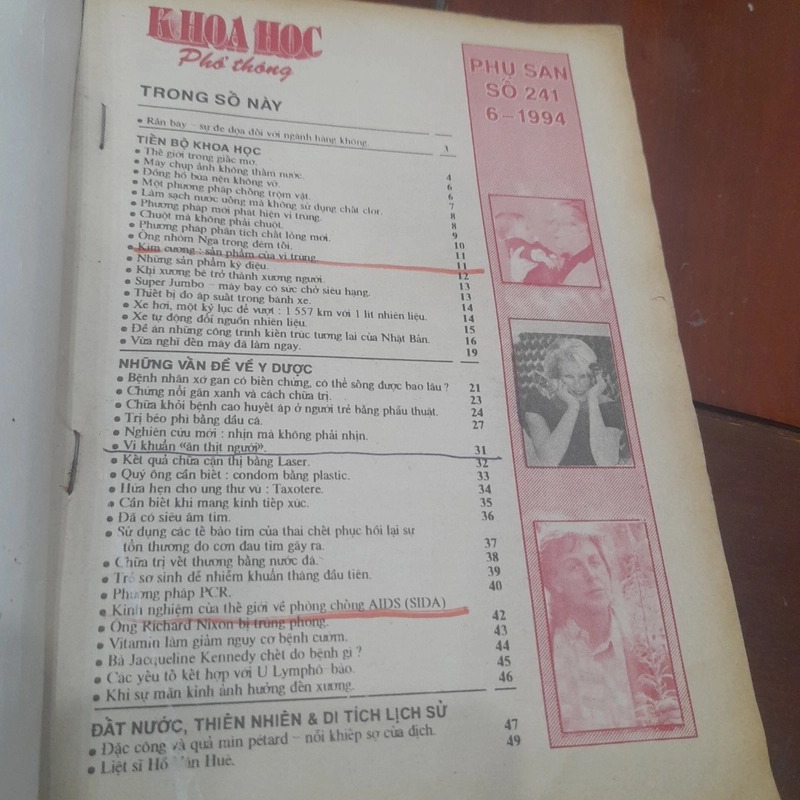 KHOA HỌC
Phổ thông
PHỤ SAN
SỐ 241
6-1994
TRONG SỐ NÀY
• Rắn bay – sự đe dọa đối với ngành hàng không. 1
TIẾN BỘ KHOA HỌC
• Thế giới trong giấc mơ. 4
• Máy chụp ảnh không thấm nước. 6
• Đồng hồ búa nện không vỡ. 6
• Một phương pháp chống trộm vặt. 7
• Làm sạch nước uống mà không sử dụng chất clor. 8
• Phương pháp mới phát hiện vi trùng. 8
• Chuột mà không phải chuột. 9
• Phương pháp phân tích chất lỏng mới. 10
• Ông nhòm Nga trong đêm tối. 11
• Kim cương : sản phẩm của vi trùng. 11
• Những sản phẩm kỳ diệu. 12
• Khi xương bê trở thành xương người. 13
• Super Jumbo – máy bay có sức chở siêu hạng. 13
• Thiết bị đo áp suất trong bánh xe. 14
• Xe hơi, một kỷ lục để vượt : 1 557 km với 1 lít nhiên liệu. 14
• Xe tự động đổi nguồn nhiên liệu. 15
• Đề án những công trình kiến trúc tương lai của Nhật Bản. 16
• Vừa nghĩ đến máy đã làm ngay. 19
NHỮNG VẤN ĐỀ VỀ Y DƯỢC
• Bệnh nhân xơ gan có biến chứng, có thể sống được bao lâu ? 21
• Chứng nổi gân xanh và cách chữa trị. 23
• Chữa khỏi bệnh cao huyết áp ở người trẻ bằng phẫu thuật. 24
• Trị béo phì bằng dầu cá. 27
• Nghiên cứu mới : nhịn mà không phải nhịn.
• Vi khuẩn «ăn thịt người». 31
• Kết quả chữa cận thị bằng Laser. 32
• Quý ông cần biết : condom bằng plastic. 33
• Hứa hẹn cho ung thư vú : Taxotere. 34
• Cần biết khi mang kính tiếp xúc. 35
• Đã có siêu âm tim. 36
• Sử dụng các tế bào tim của thai chết phục hồi lại sự
tổn thương do cơn đau tim gây ra. 37
• Chữa trị vết thương bằng nước đá. 38
• Trẻ sơ sinh dễ nhiễm khuẩn tháng đầu tiên. 39
• Phương pháp PCR. 40
• Kinh nghiệm của thế giới về phòng chống AIDS (SIDA) 42
• Ông Richard Nixon bị trúng phong. 43
• Vitamin làm giảm nguy cơ bệnh cườm. 44
• Bà Jacqueline Kennedy chết do bệnh gì ? 45
• Các yếu tố kết hợp với U Lymphô bào. 46
• Khi sự mãn kinh ảnh hưởng đến xương.
ĐẤT NƯỚC, THIÊN NHIÊN & DI TÍCH LỊCH SỬ
• Đặc công và quả mìn pétard – nỗi khiếp sợ của địch. 47
• Liệt sĩ Hồ Huê. 49